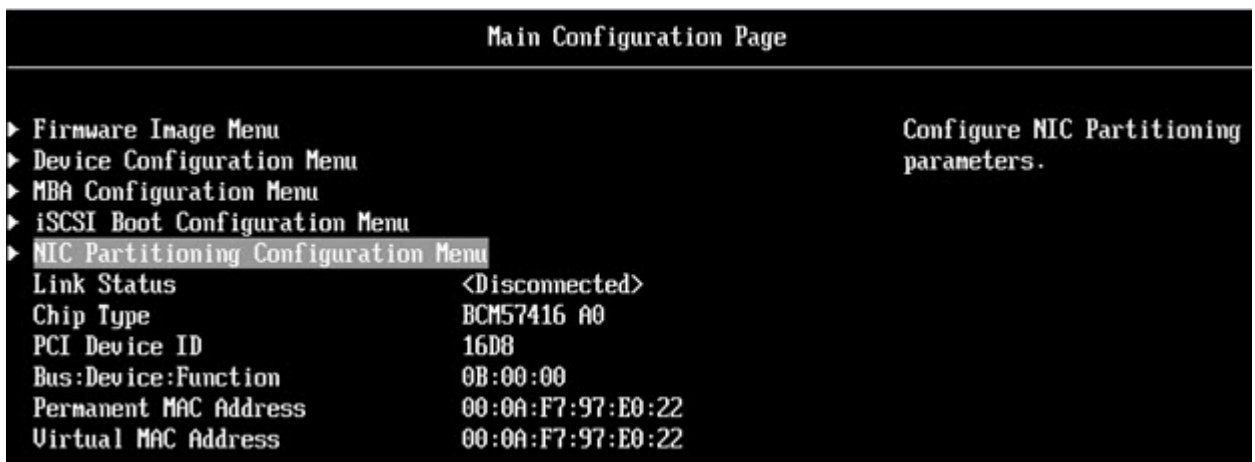 Main Configuration Page
Firmware Image Menu
Device Configuration Menu
MBA Configuration Menu
iSCSI Boot Configuration Menu
NIC Partitioning Configuration Menu
Link Status <Disconnected>
Chip Type BCM57416 A0
PCI Device ID 16D8
Bus:Device:Function 0B:00:00
Permanent MAC Address 00:0A:F7:97:E0:22
Virtual MAC Address 00:0A:F7:97:E0:22
Configure NIC Partitioning
parameters.